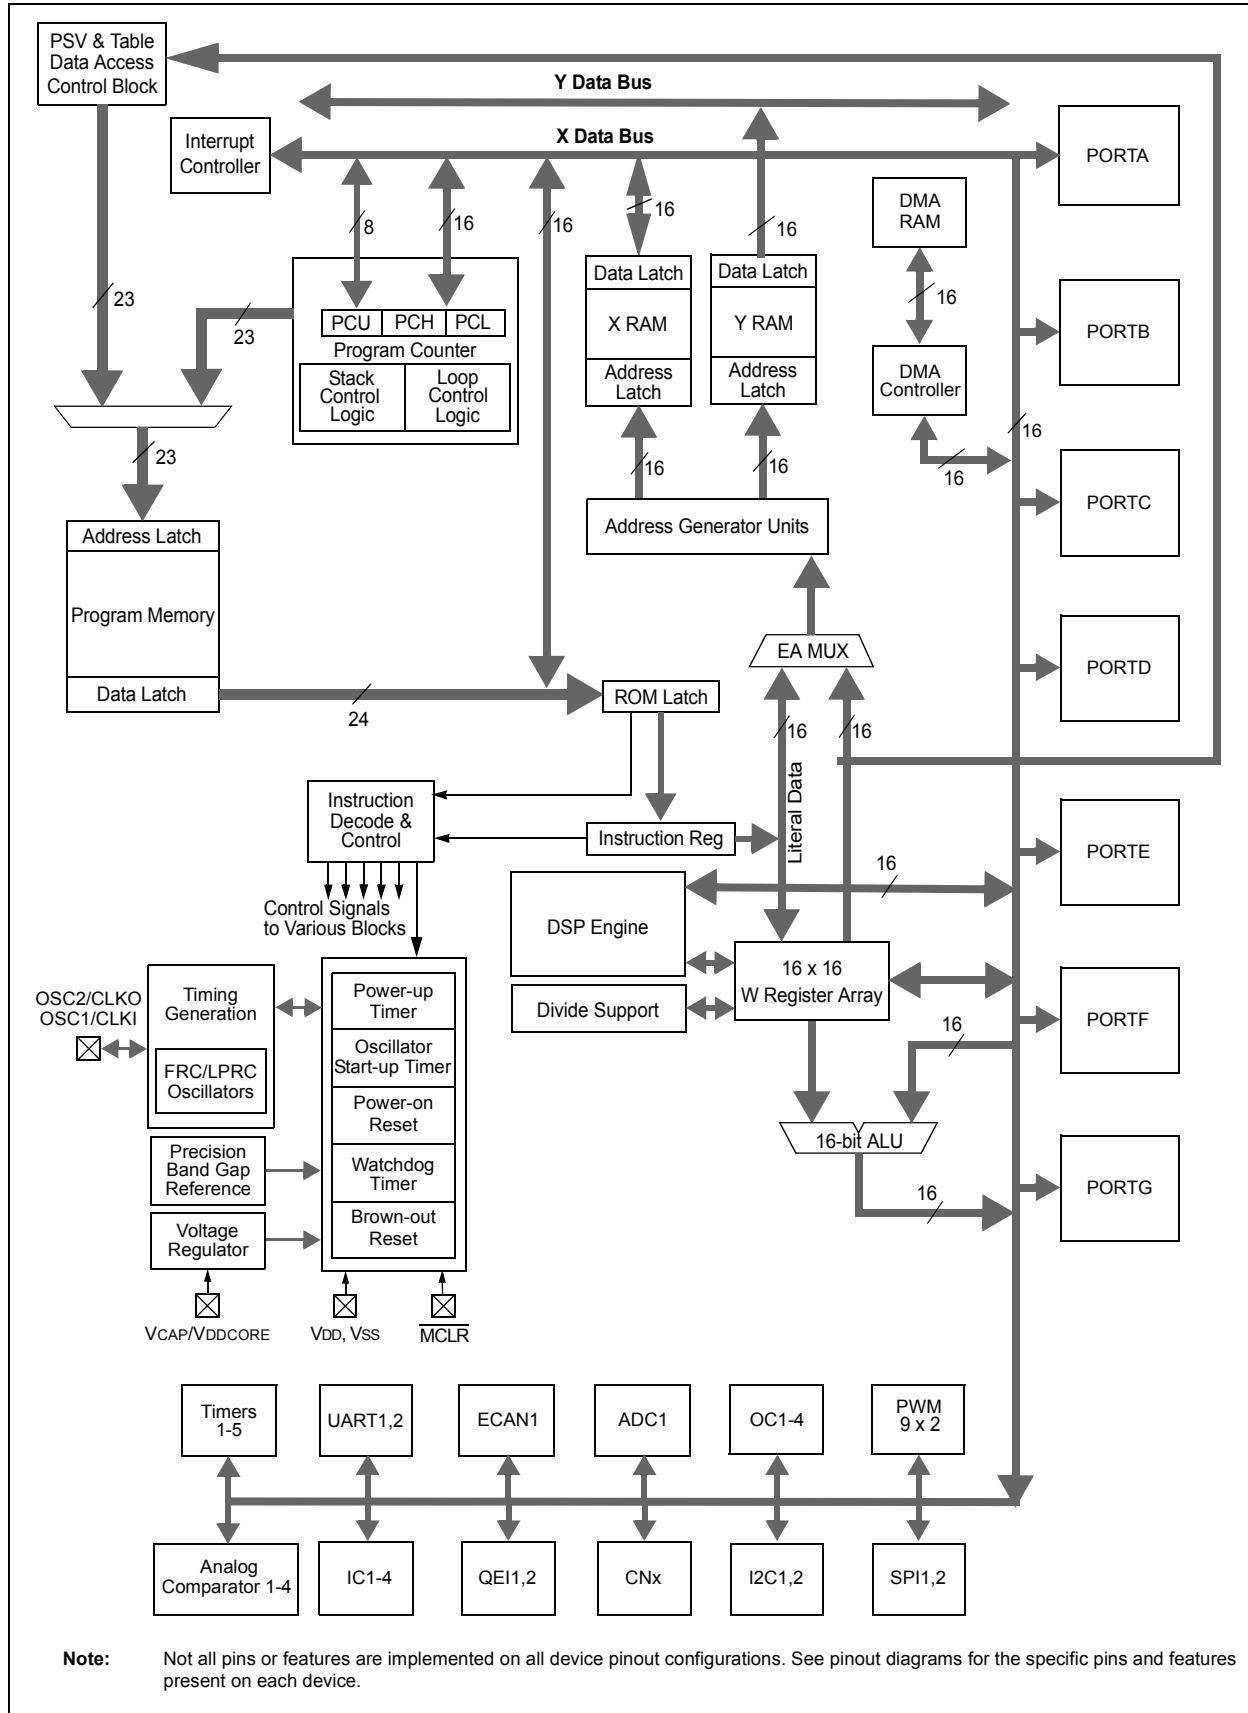 PSV & Table
Data Access
Control Block
Y Data Bus
X Data Bus
Interrupt
Controller
PORTA
8
16
16
16
16
DMA
RAM
23
23
Data Latch
X RAM
Address
Latch
Data Latch
Y RAM
Address
Latch
16
PORTB
PCU
PCH
PCL
Program Counter
Stack
Control
Logic
Loop
Control
Logic
DMA
Controller
16
23
16
16
16
PORTC
Address Latch
Program Memory
Data Latch
Address Generator Units
EA MUX
PORTD
24
ROM Latch
16
16
Literal Data
Instruction
Decode &
Control
Instruction Reg
PORTE
16
Control Signals
to Various Blocks
DSP Engine
16 x 16
W Register Array
Divide Support
OSC2/CLKO
OSC1/CLKI
Timing
Generation
FRC/LPRC
Oscillators
Power-up
Timer
Oscillator
Start-up Timer
Power-on
Reset
Watchdog
Timer
Brown-out
Reset
16
PORTF
16-bit ALU
Precision
Band Gap
Reference
Voltage
Regulator
16
PORTG
VCAP/VDDCORE
VDD, VSS
MCLR
Timers
1-5
UART1,2
ECAN1
ADC1
OC1-4
PWM
9 x 2
Analog
Comparator 1-4
IC1-4
QEI1,2
CNx
I2C1,2
SPI1,2
Note: Not all pins or features are implemented on all device pinout configurations. See pinout diagrams for the specific pins and features
present on each device.